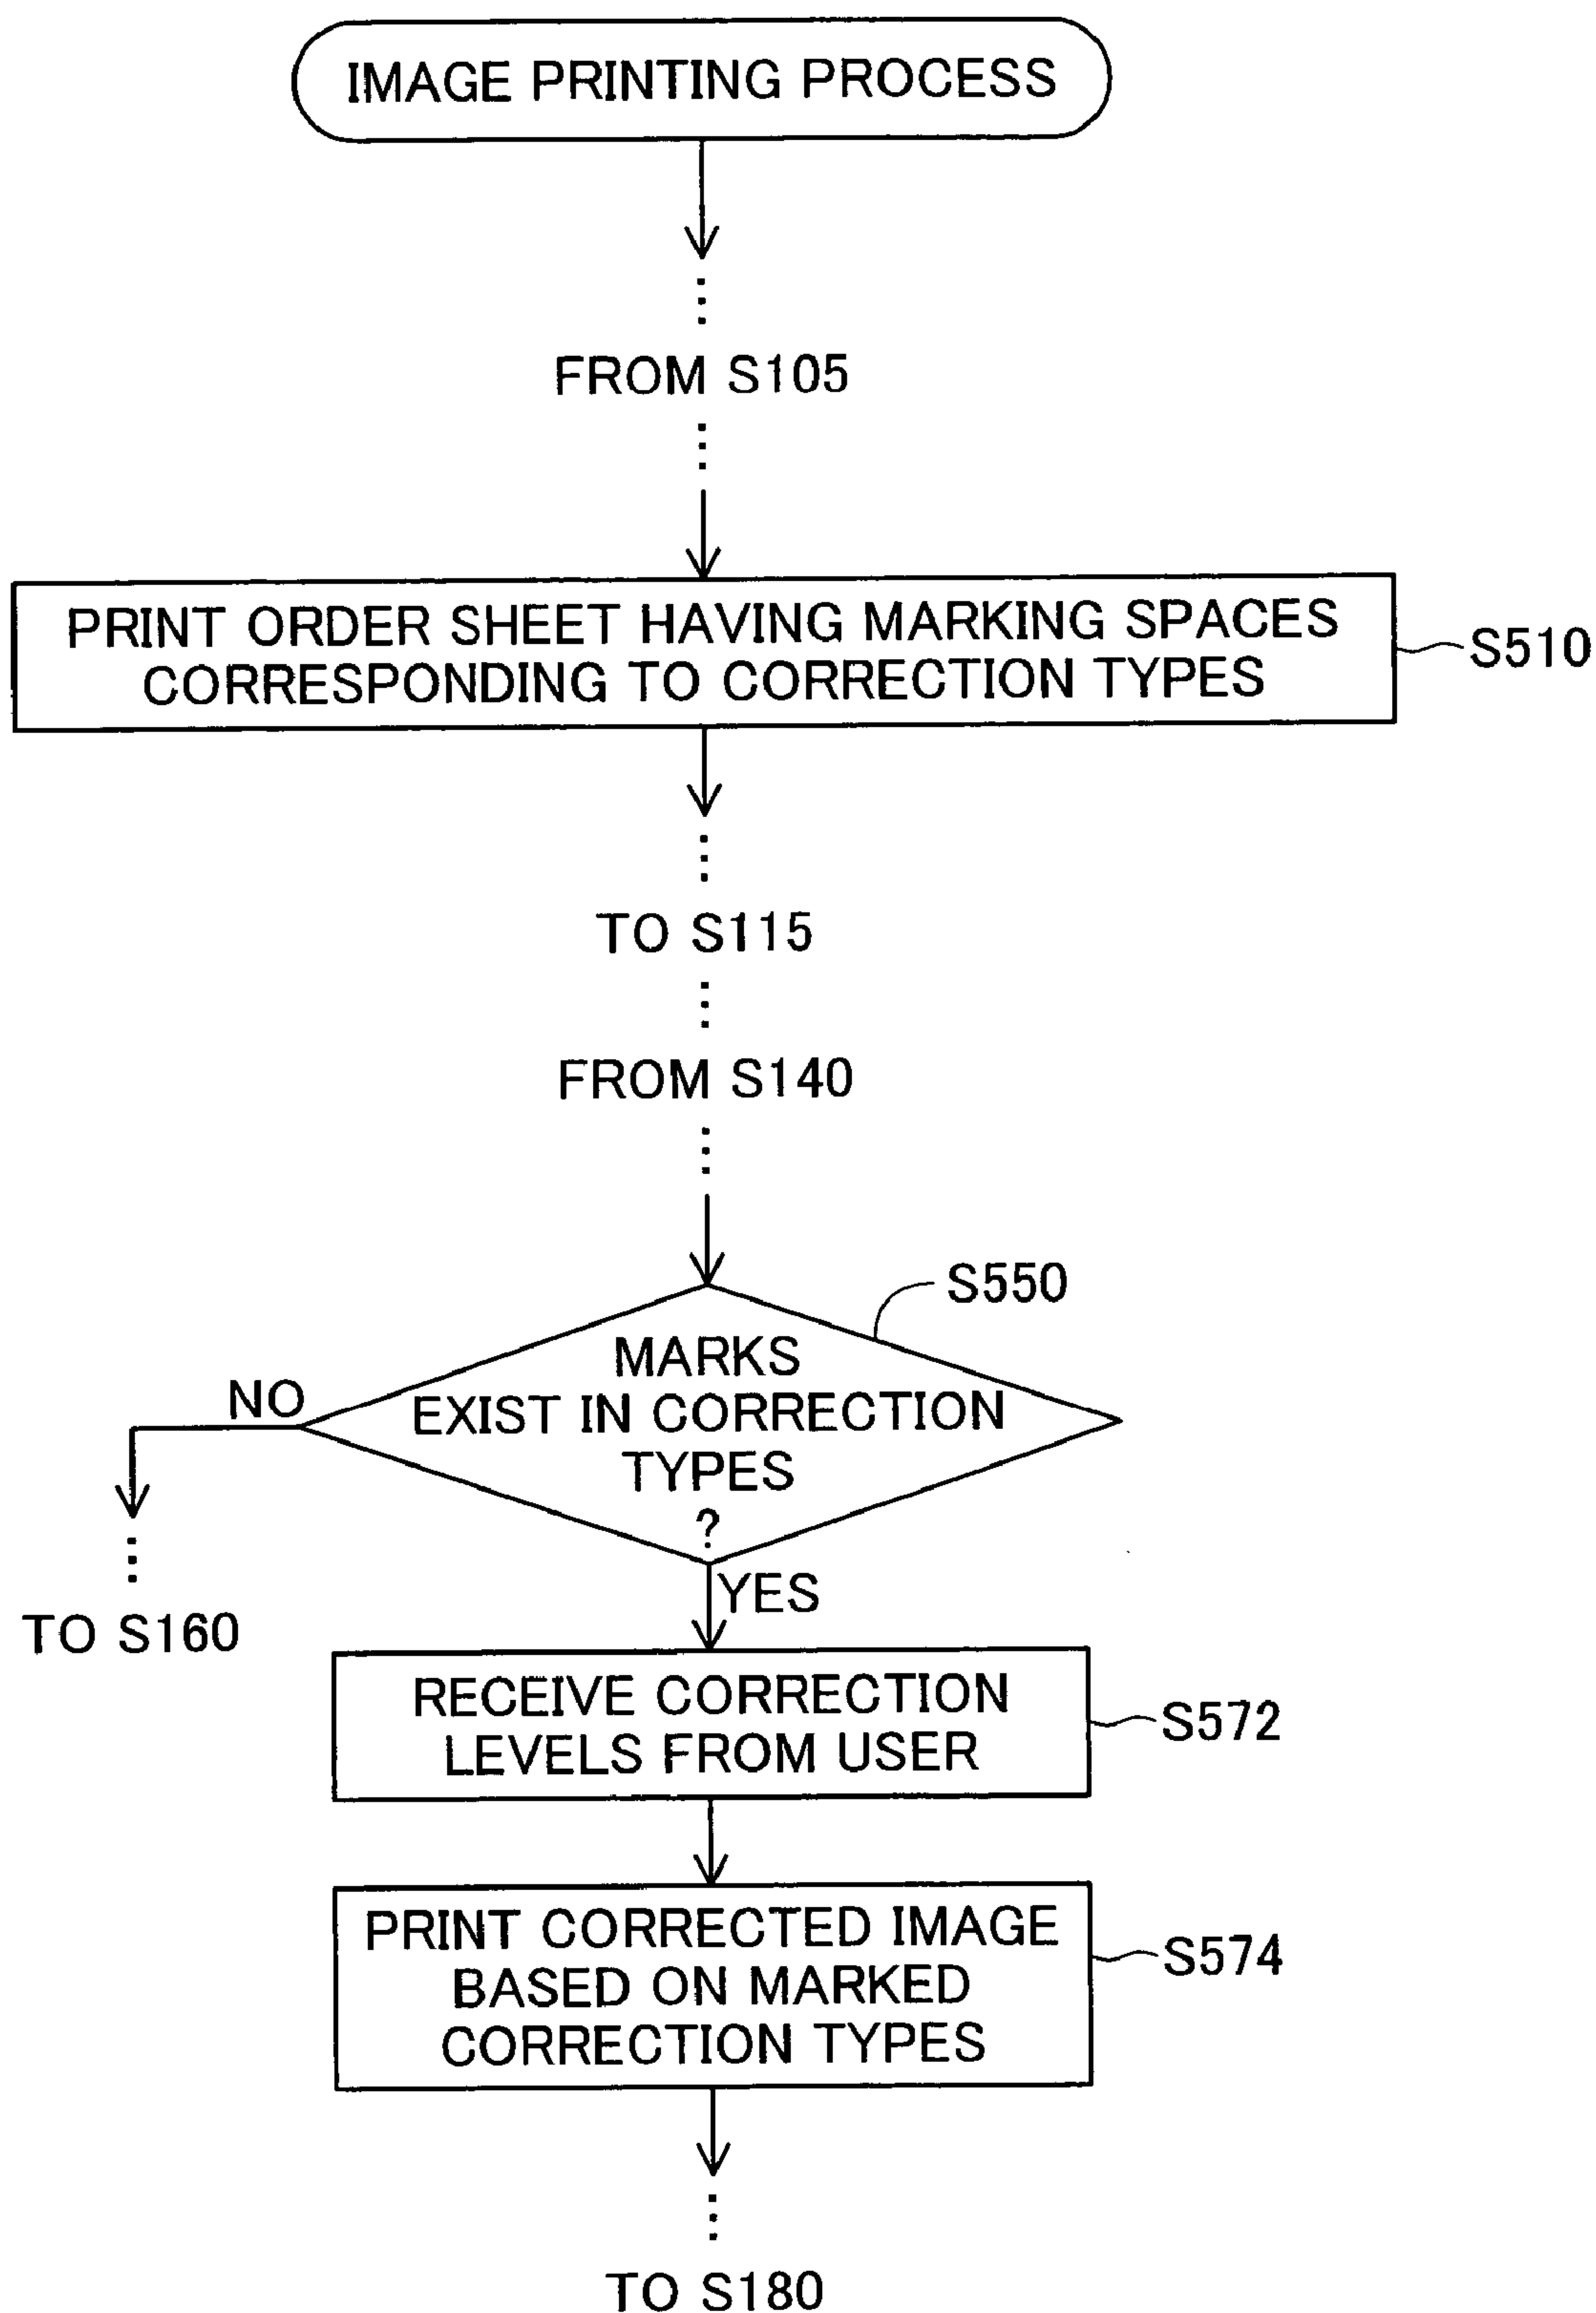 IMAGE PRINTING PROCESS
FROM S105
PRINT ORDER SHEET HAVING MARKING SPACES
CORRESPONDING TO CORRECTION TYPES
S510
TO S115
FROM S140
S550
MARKS
EXIST IN CORRECTION
TYPES
?
NO
YES
TO S160
RECEIVE CORRECTION
LEVELS FROM USER
S572
PRINT CORRECTED IMAGE
BASED ON MARKED
CORRECTION TYPES
S574
TO S180